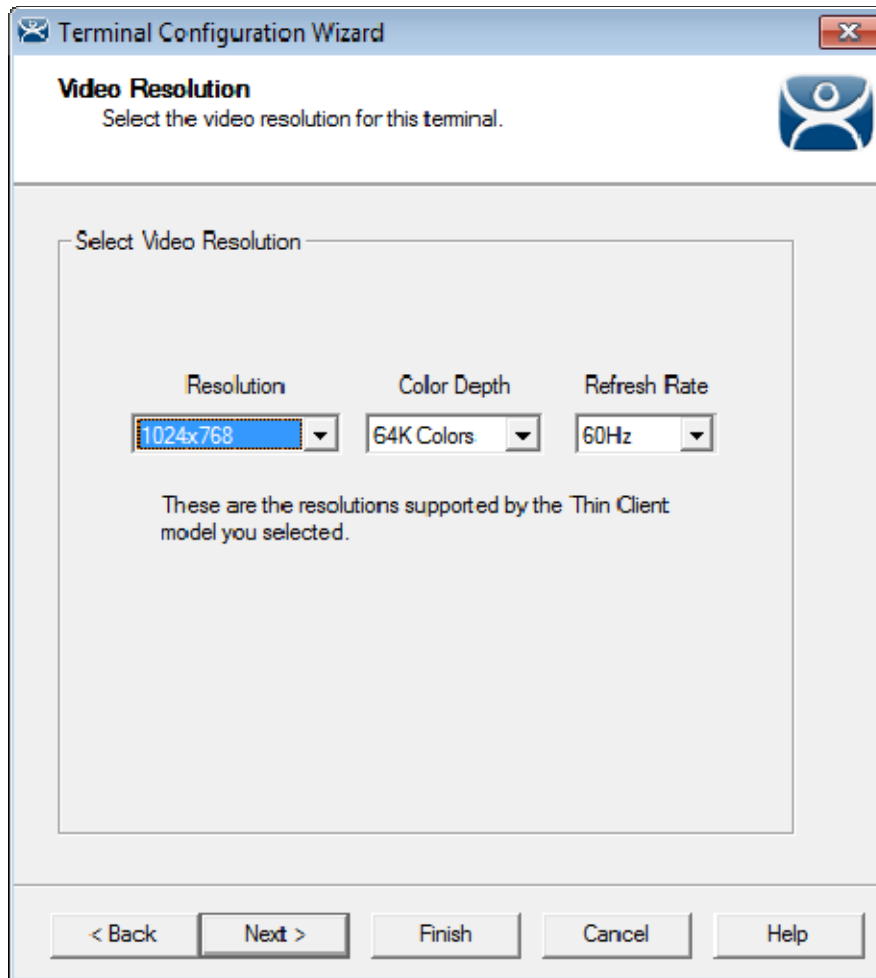 Terminal Configuration Wizard
Video Resolution
Select the video resolution for this terminal.
Select Video Resolution
Resolution Color Depth Refresh Rate
1024x768 64K Colors 60Hz
These are the resolutions supported by the Thin Client
model you selected.
< Back Next > Finish Cancel Help